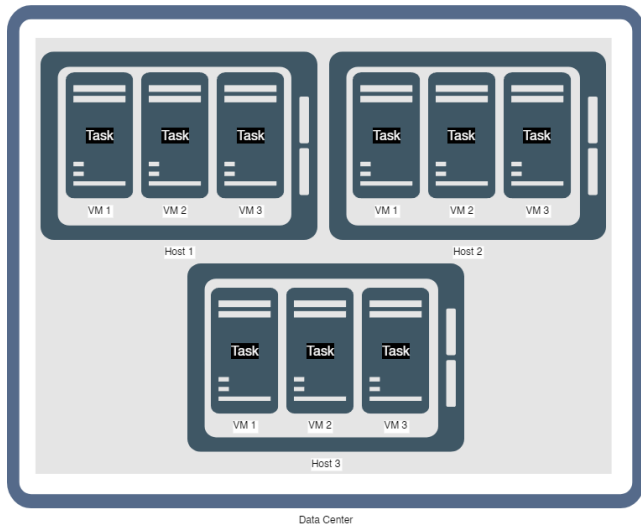 Task Task Task
VM 1 VM 2 VM 3
Host 1
Task Task Task
VM 1 VM 2 VM 3
Host 2
Task Task Task
VM 1 VM 2 VM 3
Host 3
Data Center